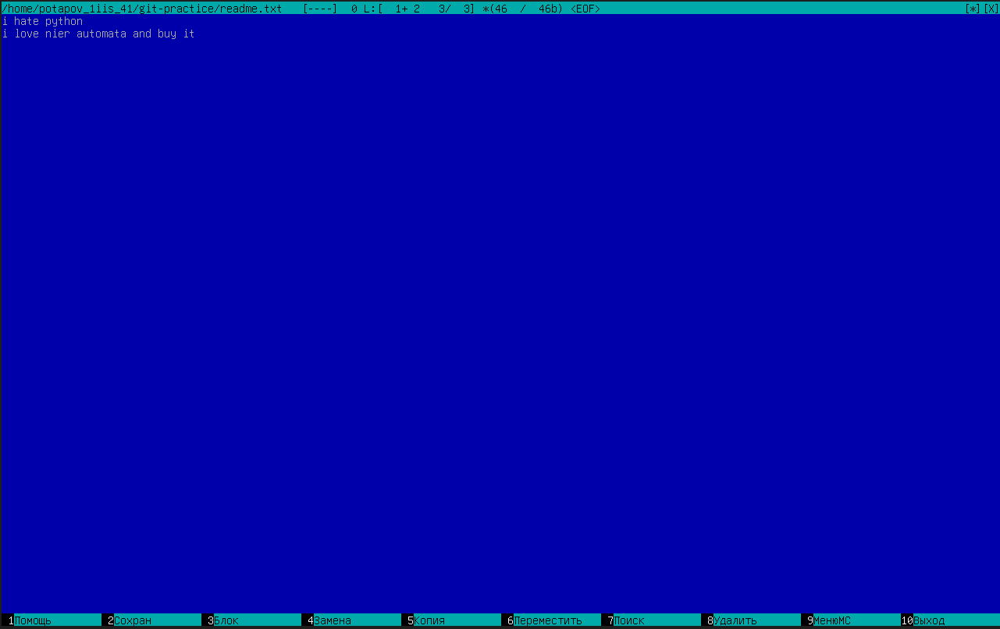 /home/potapov_1iis_41/git-practice/readme.txt   [----]  0 L:[  1+ 2   3/  3] *(46  /  46b) <EOF>   [*][X]
i hate python
i love nier automata and buy it
1Помощь 2Сохран 3Блок 4Замена 5Копия 6Переместить 7Поиск 8Удалить 9МенюMC 10Выход